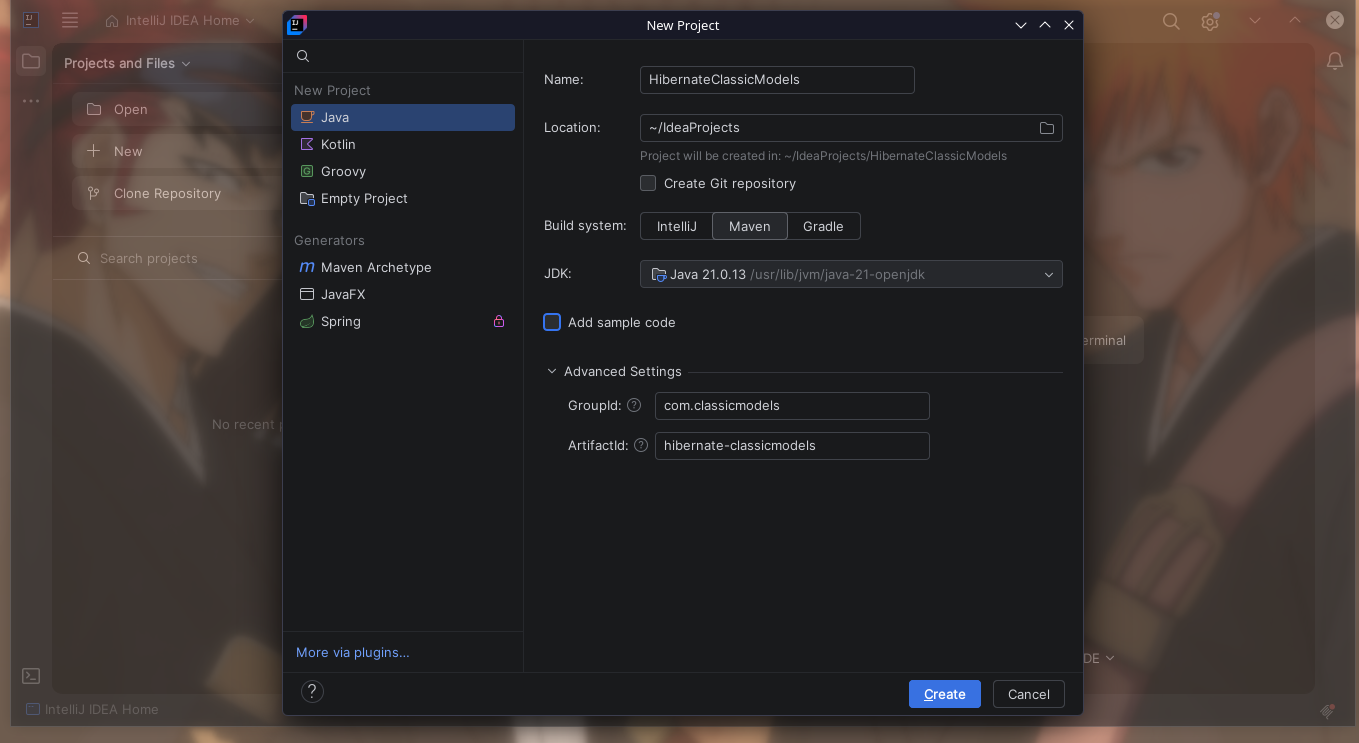 IntelliJ IDEA Home
New Project
Projects and Files
Open
New
Clone Repository
Search projects
No recent
New Project
Java
Kotlin
Groovy
Empty Project
Generators
Maven Archetype
JavaFX
Spring
More via plugins...
Name: HibernateClassicModels
Location: ~/IdeaProjects
Project will be created in: ~/IdeaProjects/HibernateClassicModels
Create Git repository
Build system: IntelliJ Maven Gradle
JDK: Java 21.0.13 /usr/lib/jvm/java-21-openjdk
Add sample code
Advanced Settings
GroupId: ? com.classicmodels
ArtifactId: ? hibernate-classicmodels
erminal
DE
? Create Cancel
IntelliJ IDEA Home